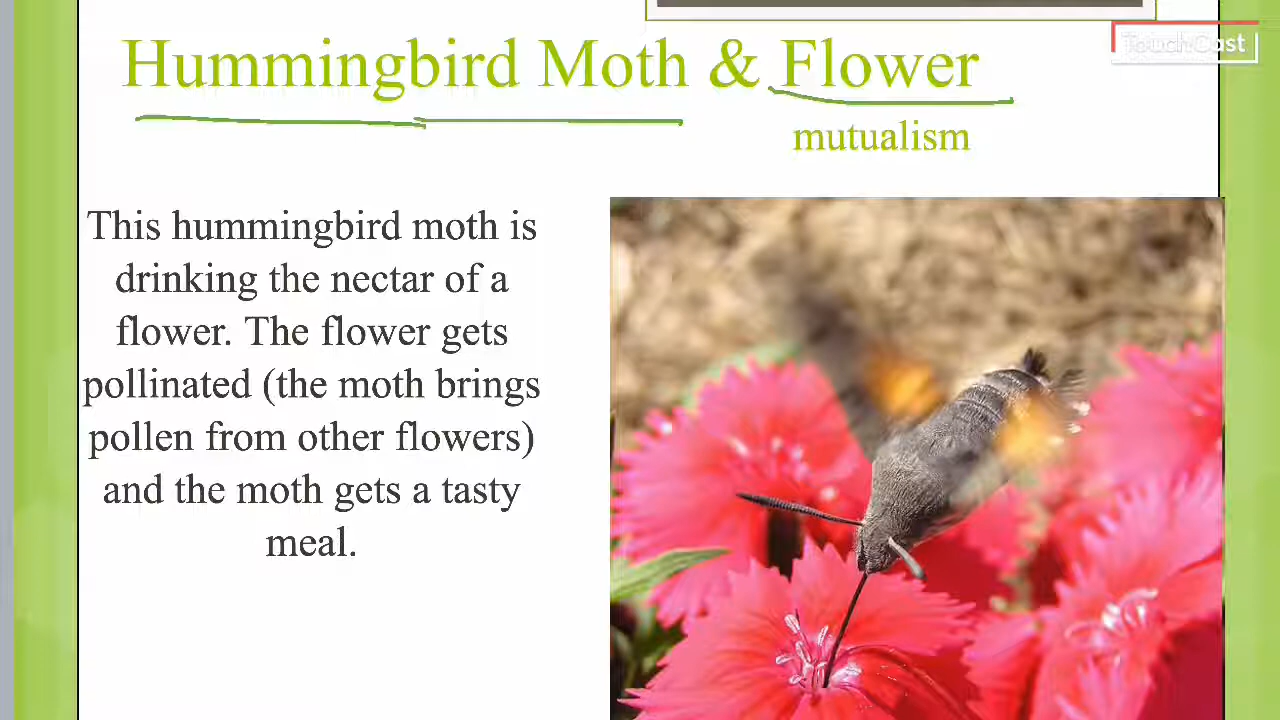 Hummingbird Moth & Flower
TouchCast
mutualism
This hummingbird moth is
drinking the nectar of a
flower. The flower gets
pollinated (the moth brings
pollen from other flowers)
and the moth gets a tasty
meal.